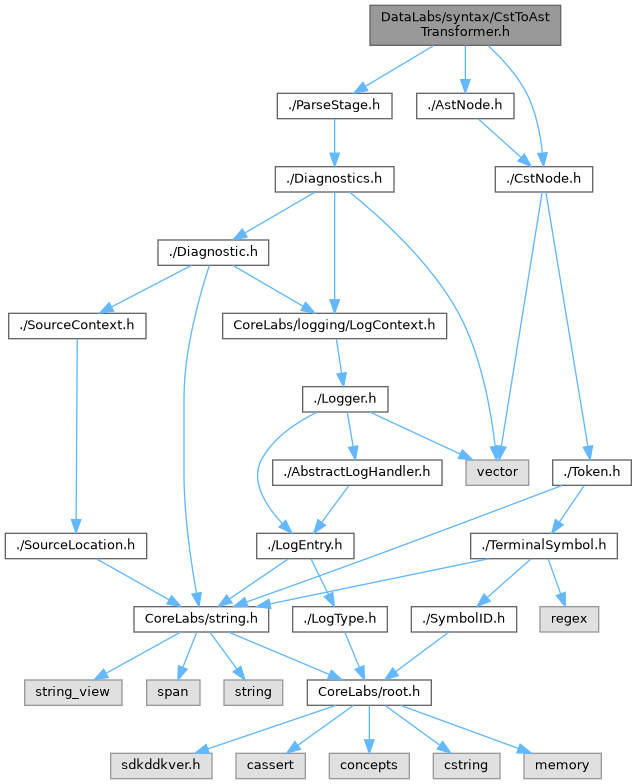 DataLabs/syntax/CstToAst
Transformer.h
./ParseStage.h
./AstNode.h
./Diagnostics.h
./CstNode.h
./Diagnostic.h
./SourceContext.h
CoreLabs/logging/LogContext.h
./Logger.h
./AbstractLogHandler.h
vector
./Token.h
./SourceLocation.h
./LogEntry.h
./TerminalSymbol.h
CoreLabs/string.h
./LogType.h
./SymbolID.h
regex
string_view
span
string
CoreLabs/root.h
sdkddkver.h
cassert
concepts
cstring
memory